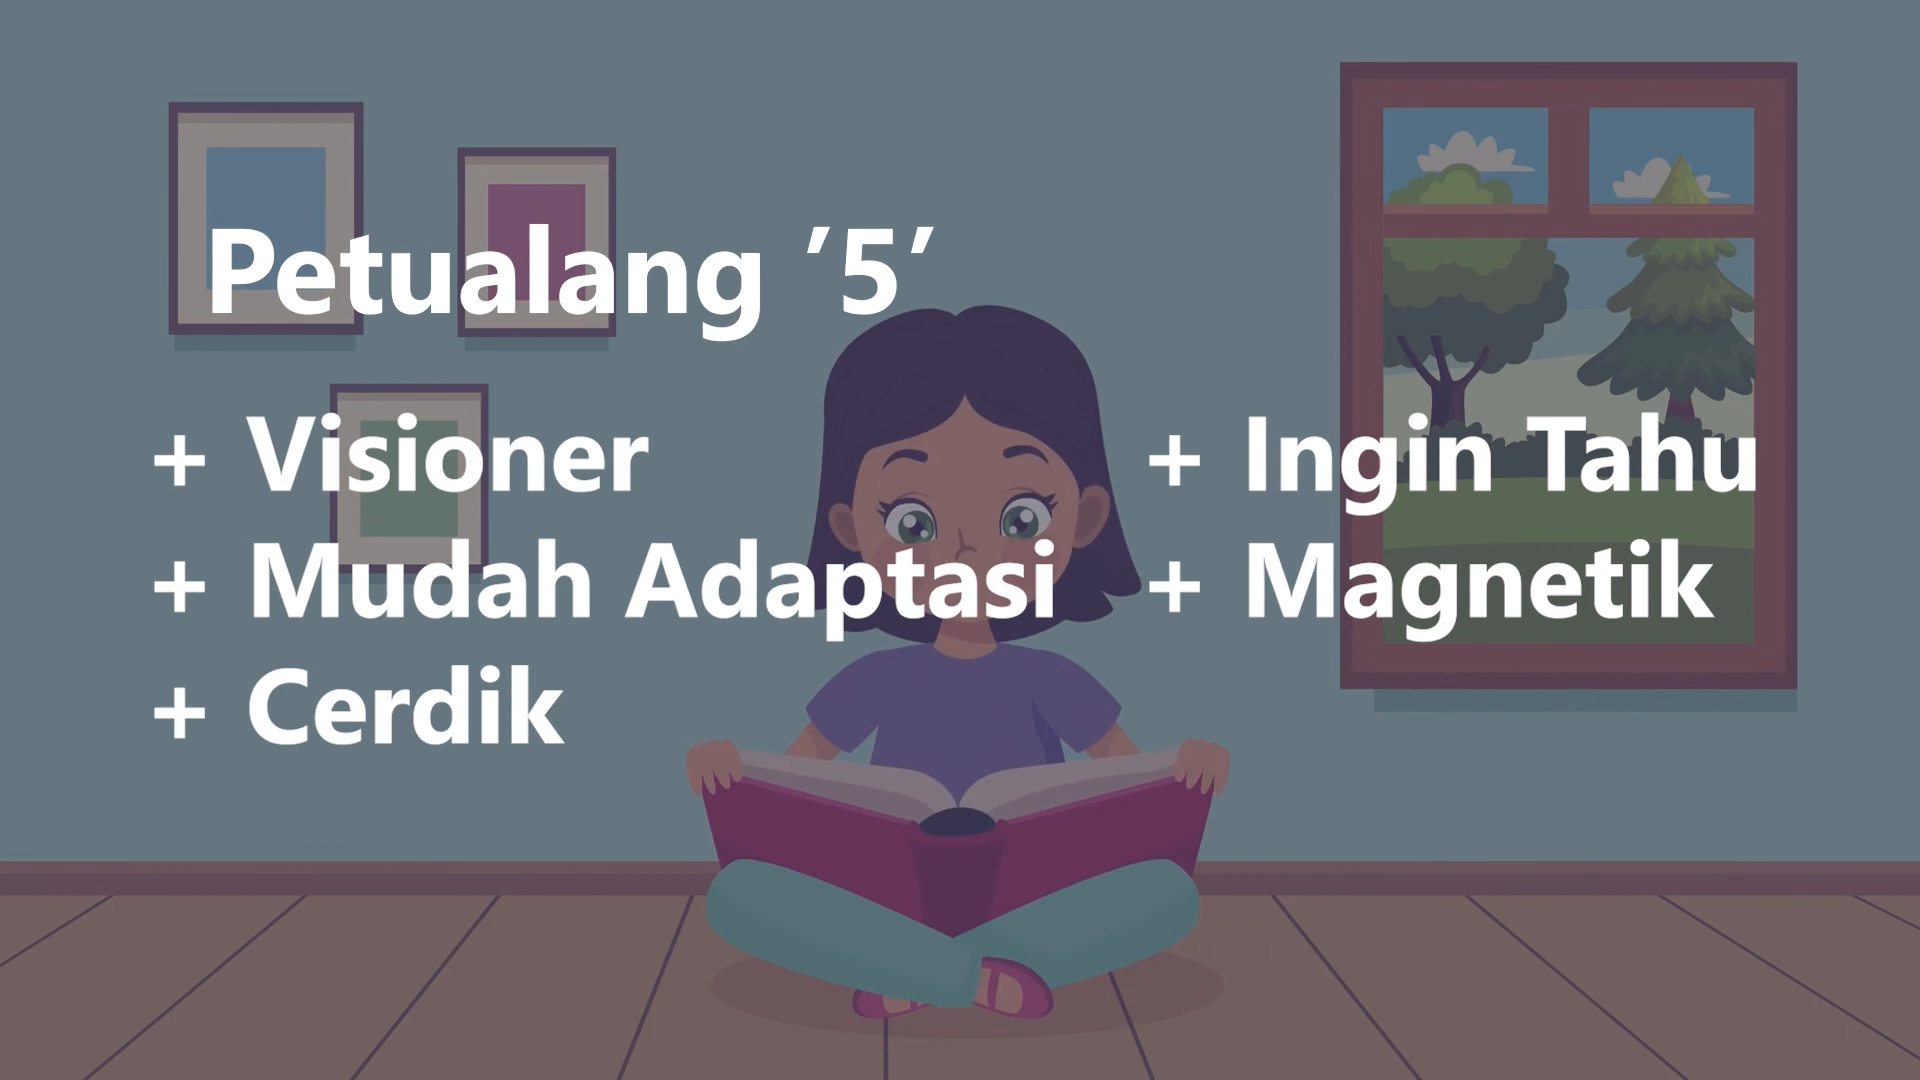 Petualang ′5′
+ Visioner
+ Mudah Adaptasi
+ Cerdik
+ Ingin Tahu
+ Magnetik